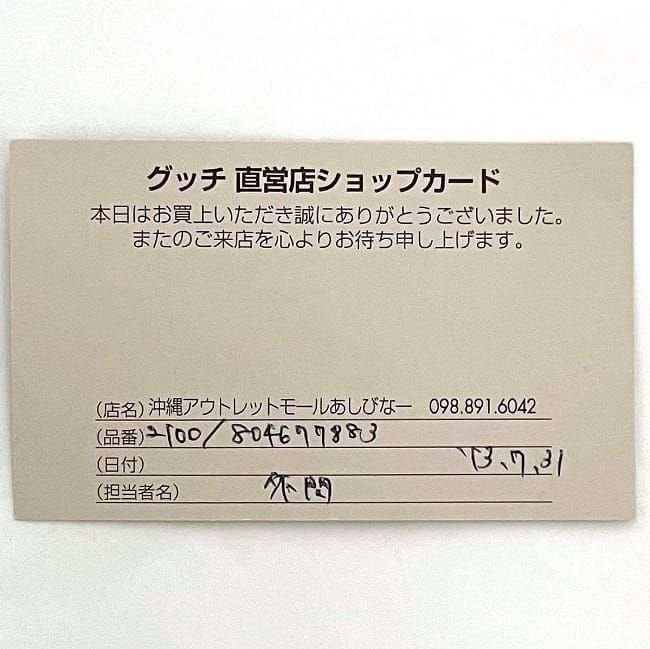 グッチ 直営店ショップカード
本日はお買上いただき誠にありがとうございました。
またのご来店を心よりお待ち申し上げます。
(店名) 沖縄アウトレットモールあしびなー 098.891.6042
(品番) 2100/804677883
(日付) '13.7.31
(担当者名)